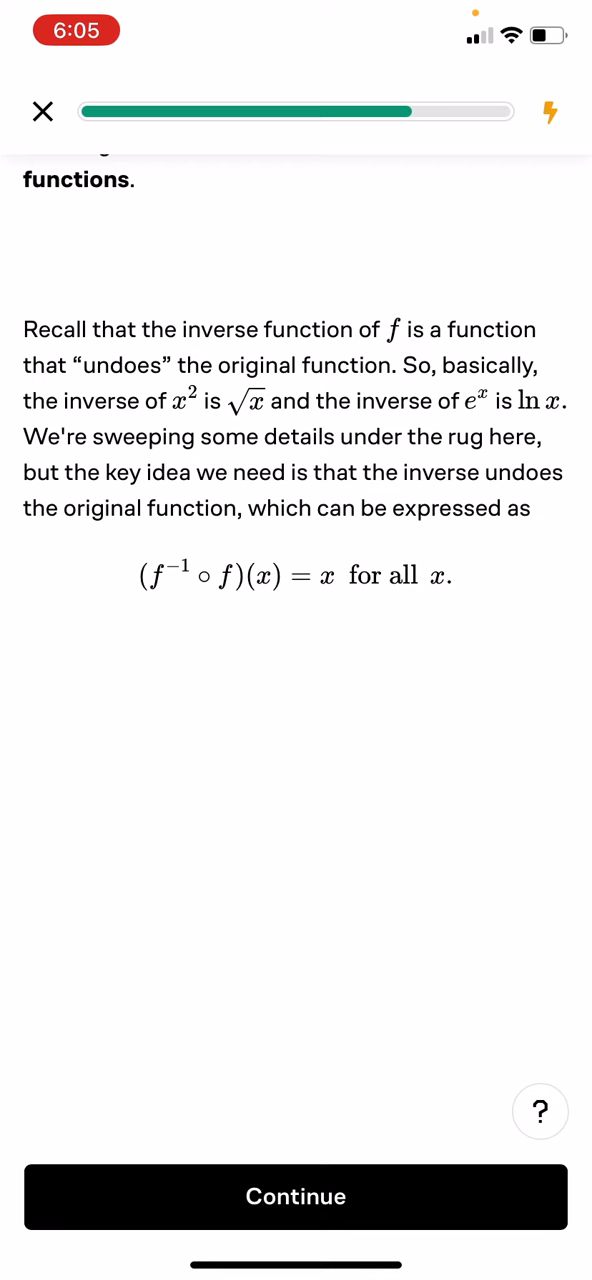 6:05
functions.
Recall that the inverse function of f is a function
that “undoes” the original function. So, basically,
the inverse of x² is √x and the inverse of eˣ is ln x.
We're sweeping some details under the rug here,
but the key idea we need is that the inverse undoes
the original function, which can be expressed as
(f⁻¹ ∘ f)(x) = x for all x.
?
Continue